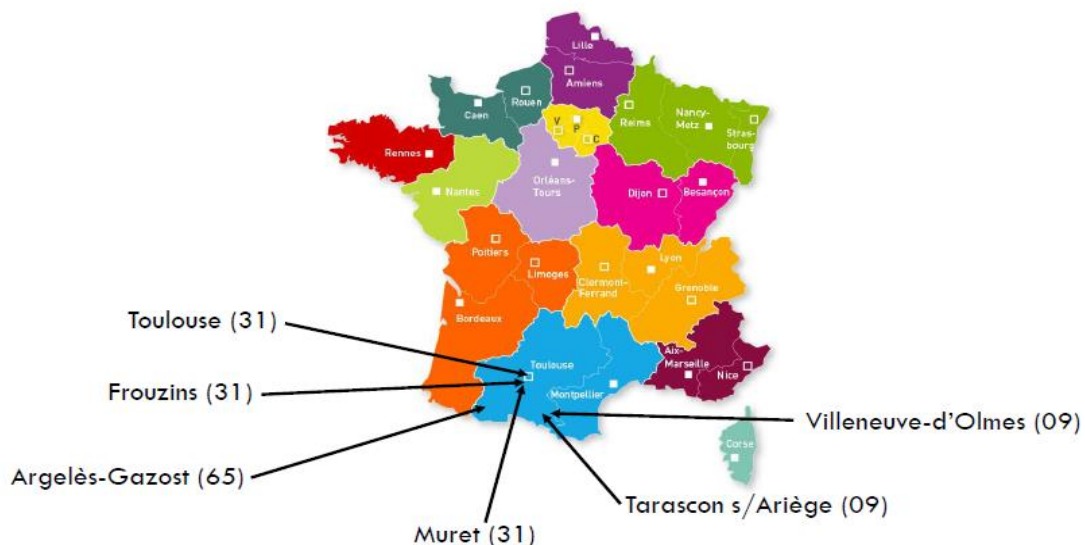 Lille
Amiens
Rouen
Caen
Reims
Nancy-
Metz
Stras-
bourg
V
P
C
Rennes
Nantes
Orléans-
Tours
Dijon
Besançon
Poitiers
Limoges
Clermont-
Ferrand
Lyon
Grenoble
Bordeaux
Toulouse (31)
Toulouse
Aix-
Marseille
Nice
Montpellier
Frouzins (31)
Villeneuve-d'Olmes (09)
Corse
Argelès-Gazost (65)
Tarascon s/Ariège (09)
Muret (31)